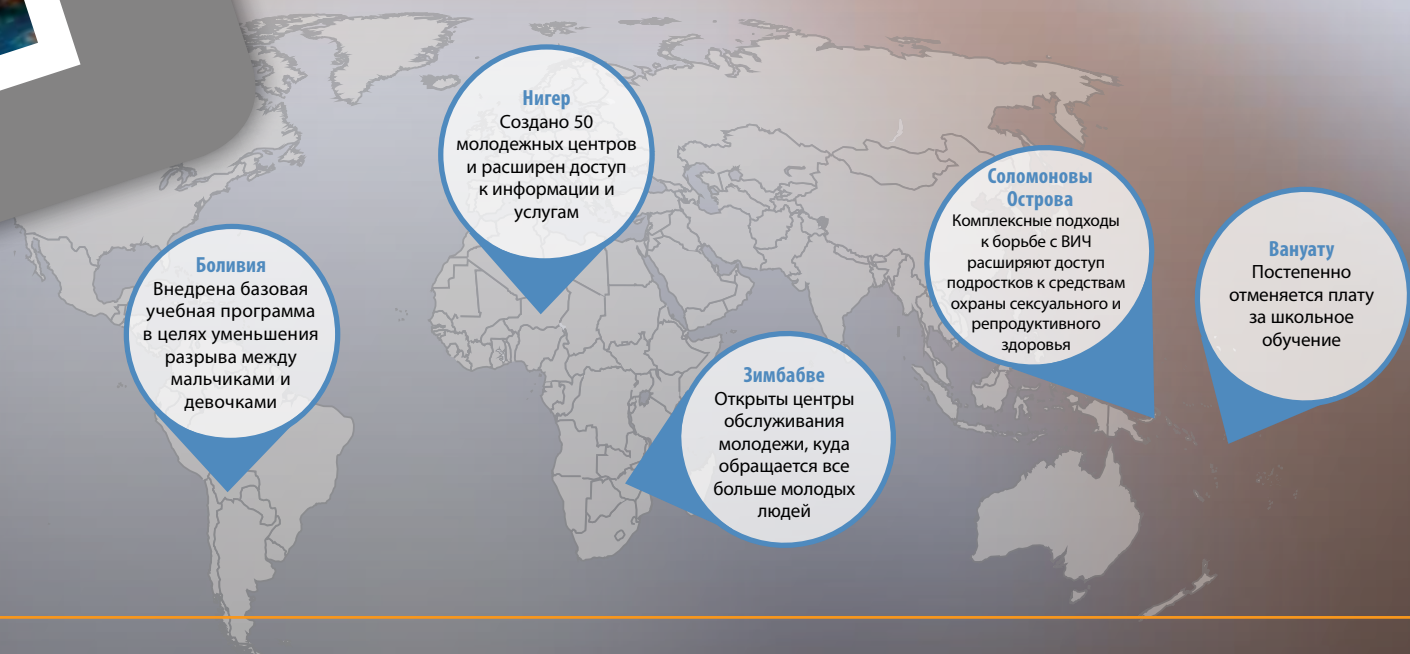 Нигер
Создано 50
молодежных центров
и расширен доступ
к информации и
услугам
Боливия
Внедрена базовая
учебная программа
в целях уменьшения
разрыва между
мальчиками и
девочками
Зимбабве
Открыты центры
обслуживания
молодежи, куда
обращается все
больше молодых
людей
Соломоновы
Острова
Комплексные подходы
к борьбе с ВИЧ
расширяют доступ
подростков к средствам
охраны сексуального и
репродуктивного
здоровья
Вануату
Постепенно
отменяется плату
за школьное
обучение